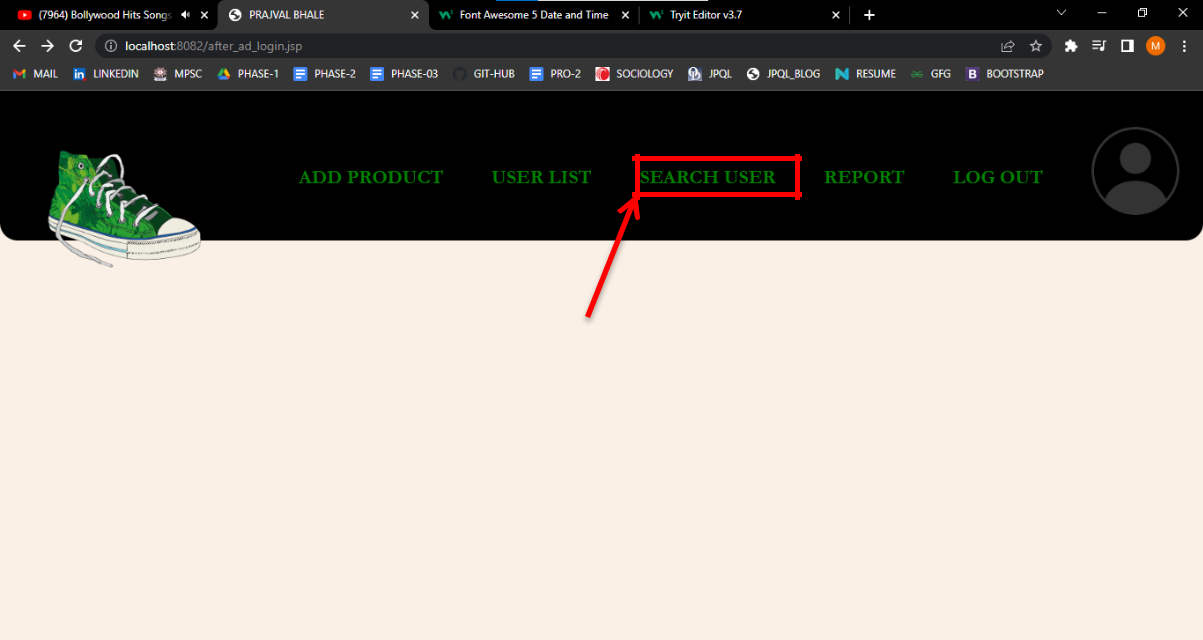 (7964) Bollywood Hits Songs
PRAJVAL BHALE
Font Awesome 5 Date and Time
Tryit Editor v3.7
localhost:8082/after_ad_login.jsp
M
MAIL
LINKEDIN
MPSC
PHASE-1
PHASE-2
PHASE-03
GIT-HUB
PRO-2
SOCIOLOGY
JPQL
JPQL_BLOG
RESUME
GFG
BOOTSTRAP
ADD PRODUCT
USER LIST
SEARCH USER
REPORT
LOG OUT